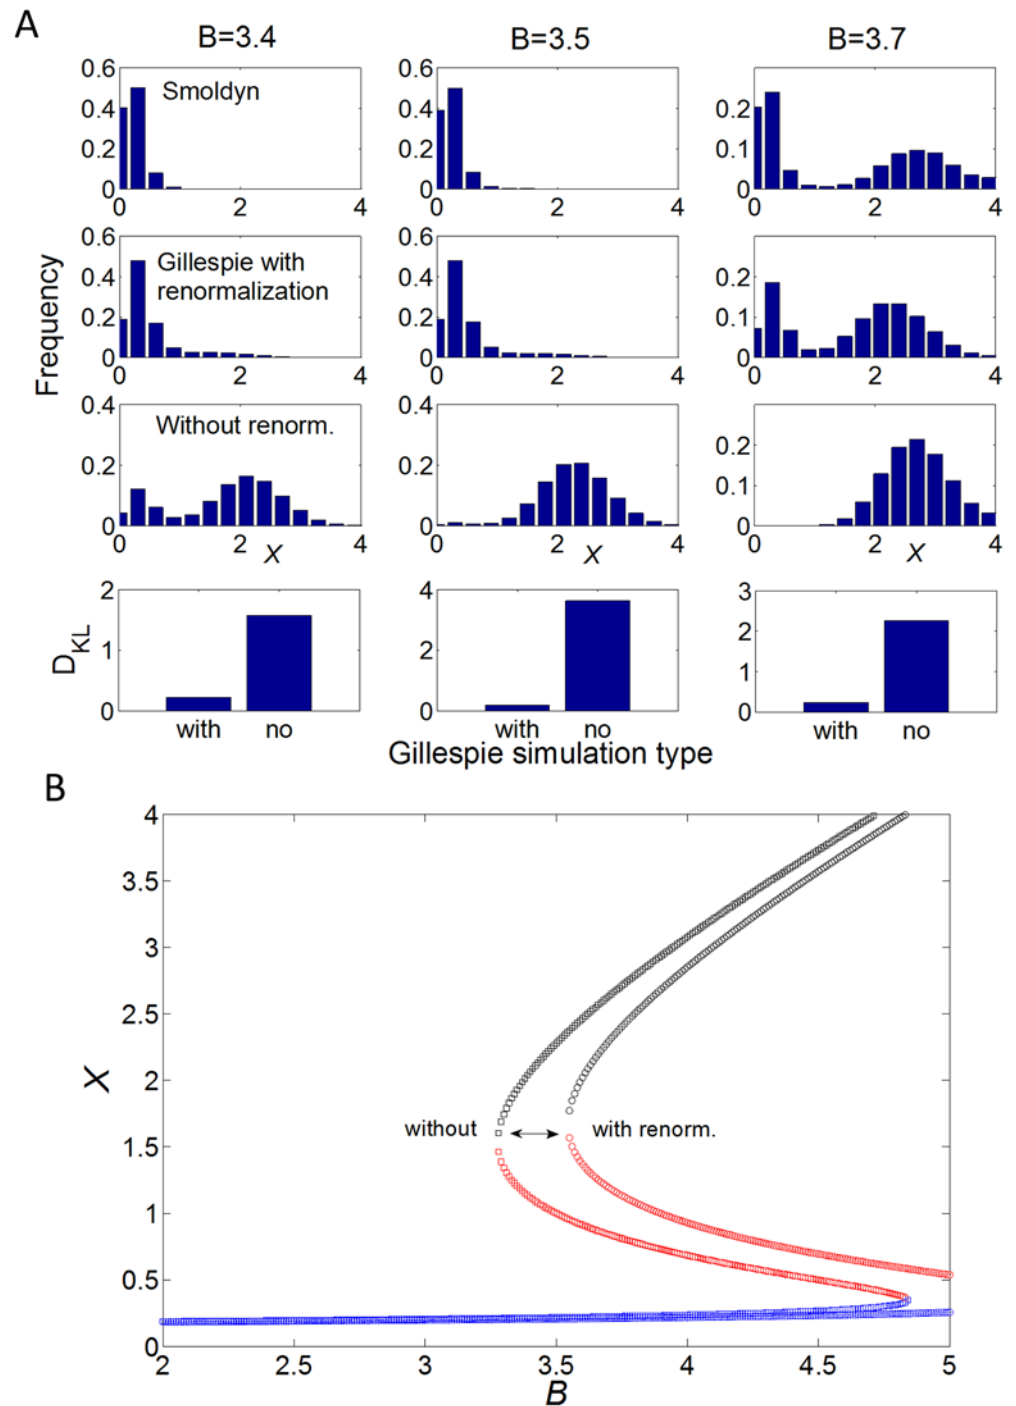 A
B=3.4 B=3.5 B=3.7
0.6 0.6
Smoldyn
0.4 0.4 0.2
0.2 0.2 0.1
0 0 0
0 2 4 0 2 4 0 2 4
Frequency
0.6 0.6
Gillespie with
renormalization
0.4 0.4 0.2
0.2 0.2 0.1
0 0 0
0 2 4 0 2 4 0 2 4
0.4 0.4
Without renorm.
0.2 0.2 0.2
0.1
0 0 0
0 2 4 0 2 4 0 2 4
X X X
DKL
2 4 3
1 2 2
1
0 0 0
with no with no with no
Gillespie simulation type
B
4
3.5
3
2.5
2
1.5
1
0.5
0
X
without with renorm.
2 2.5 3 3.5 4 4.5 5
B